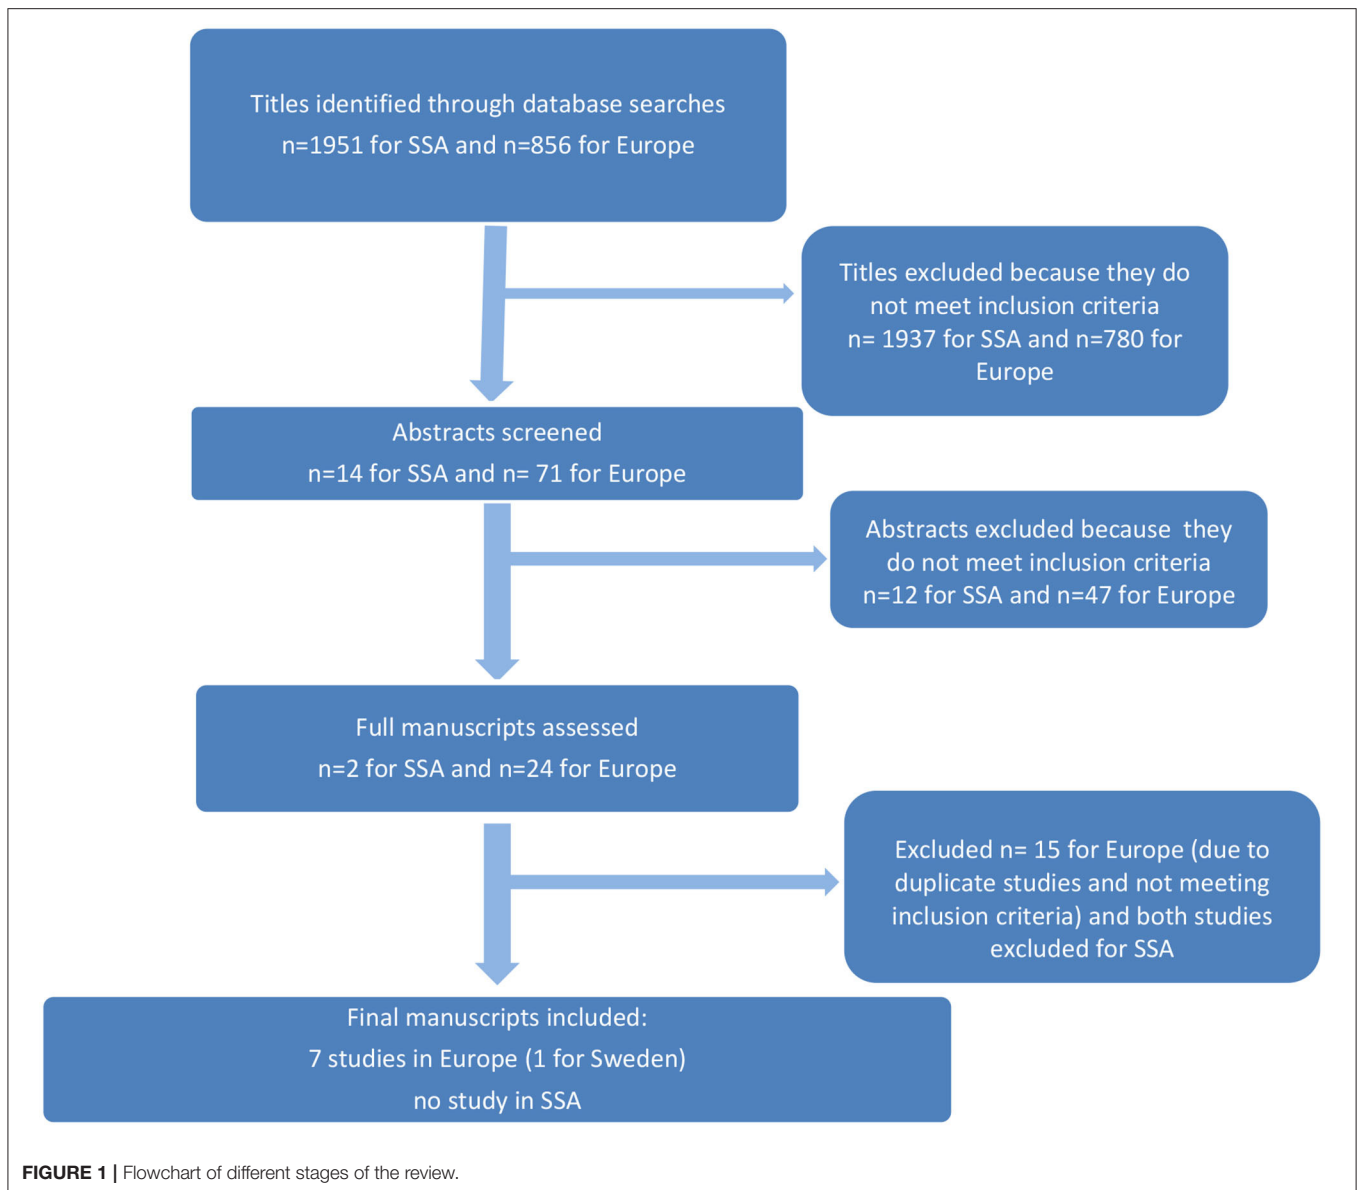 Titles identified through database searches
n=1951 for SSA and n=856 for Europe
Titles excluded because they do
not meet inclusion criteria
n= 1937 for SSA and n=780 for
Europe
Abstracts screened
n=14 for SSA and n= 71 for Europe
Abstracts excluded because  they
do not meet inclusion criteria
n=12 for SSA and n=47 for Europe
Full manuscripts assessed
n=2 for SSA and n=24 for Europe
Excluded n= 15 for Europe (due to
duplicate studies and not meeting
inclusion criteria) and both studies
excluded for SSA
Final manuscripts included:
7 studies in Europe (1 for Sweden)
no study in SSA
FIGURE 1 | Flowchart of different stages of the review.